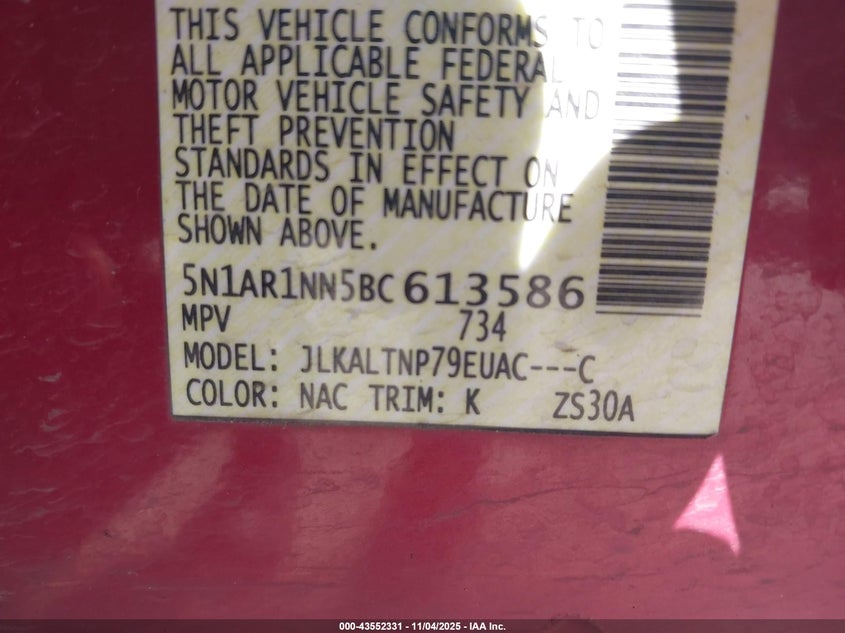 THIS VEHICLE CONFORMS TO
ALL APPLICABLE FEDERAL
MOTOR VEHICLE SAFETY AND
THEFT PREVENTION
STANDARDS IN EFFECT ON
THE DATE OF MANUFACTURE
SHOWN ABOVE.
5N1AR1NN5BC613586
MPV 734
MODEL: JLKALTNP79EUAC---C
COLOR: NAC TRIM: K ZS30A
000-43552331 - 11/04/2025 - IAA Inc.